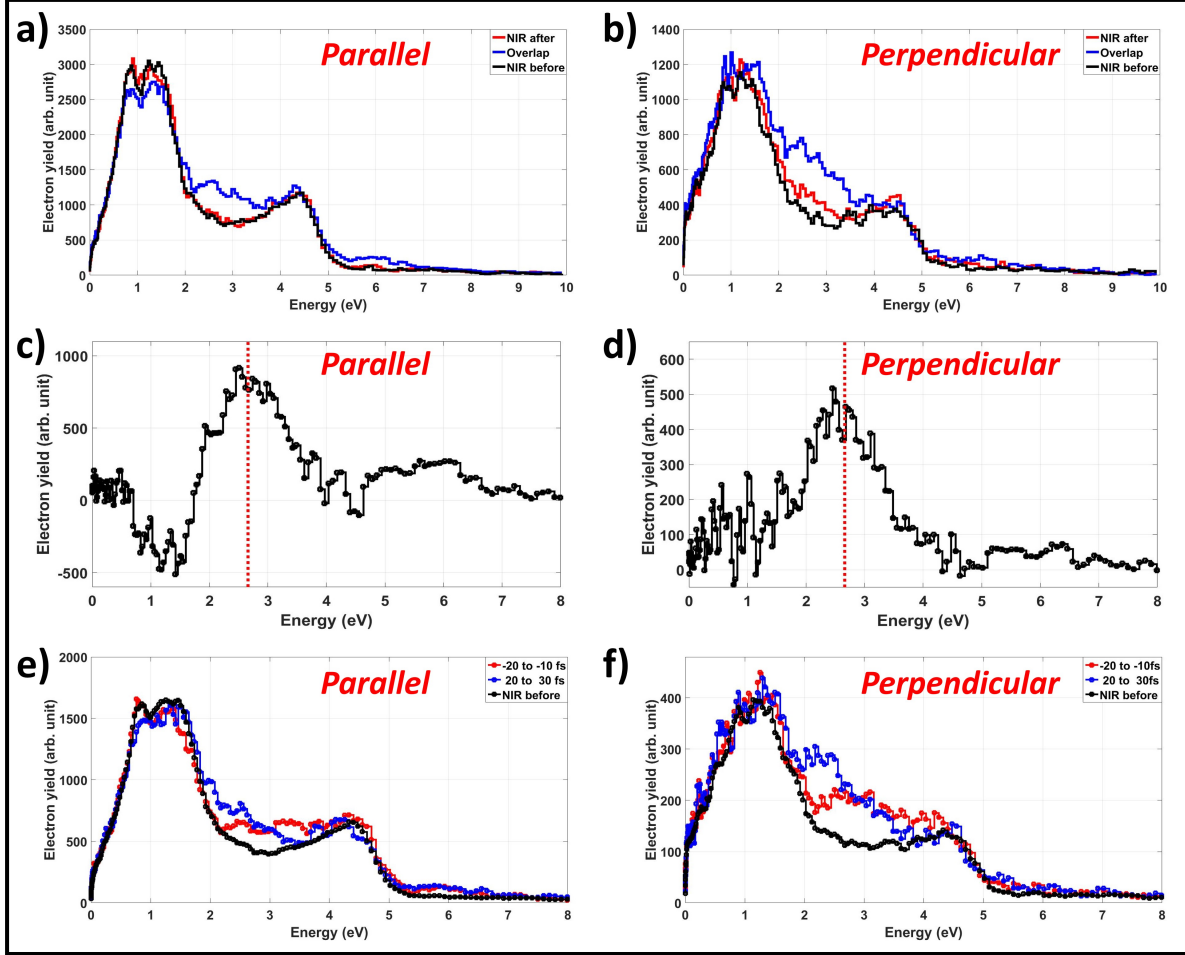 a)
Parallel
NIR after
Overlap
NIR before
Electron yield (arb. unit)
3500
3000
2500
2000
1500
1000
500
0
0 1 2 3 4 5 6 7 8 9 10
Energy (eV)
b)
Perpendicular
NIR after
Overlap
NIR before
Electron yield (arb. unit)
1400
1200
1000
800
600
400
200
0
0 1 2 3 4 5 6 7 8 9 10
Energy (eV)
c)
Parallel
Electron yield (arb. unit)
1000
500
0
-500
0 1 2 3 4 5 6 7 8
Energy (eV)
d)
Perpendicular
Electron yield (arb. unit)
600
500
400
300
200
100
0
0 1 2 3 4 5 6 7 8
Energy (eV)
e)
Parallel
-20 to -10 fs
20 to 30 fs
NIR before
Electron yield (arb. unit)
2000
1500
1000
500
0
0 1 2 3 4 5 6 7 8
Energy (eV)
f)
Perpendicular
-20 to -10fs
20 to 30fs
NIR before
Electron yield (arb. unit)
400
300
200
100
0
0 1 2 3 4 5 6 7 8
Energy (eV)